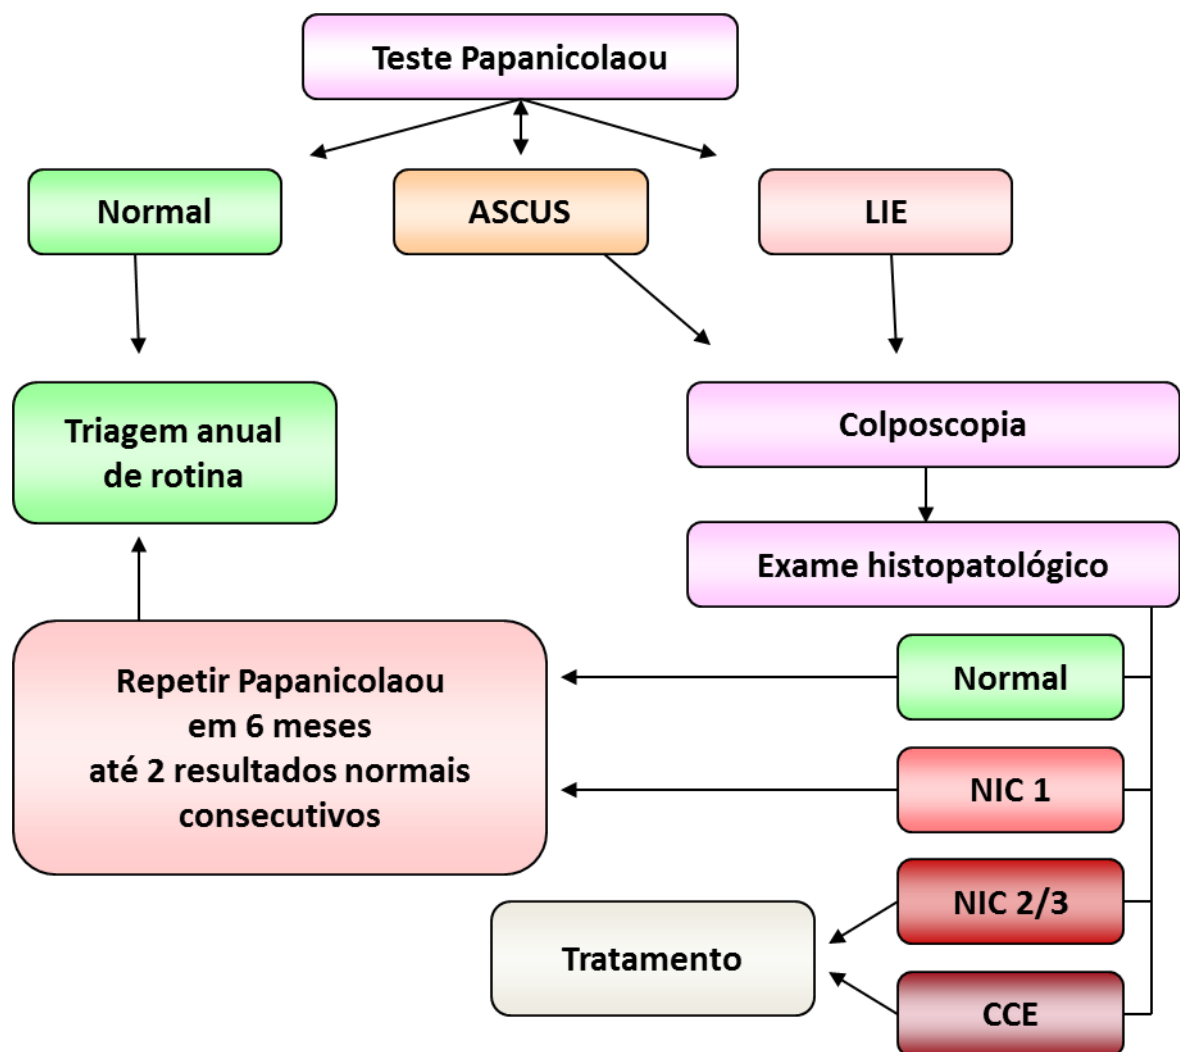 Teste Papanicolaou
Normal
ASCUS
LIE
Triagem anual
de rotina
Colposcopia
Exame histopatológico
Repetir Papanicolaou
em 6 meses
até 2 resultados normais
consecutivos
Normal
NIC 1
NIC 2/3
Tratamento
CCE